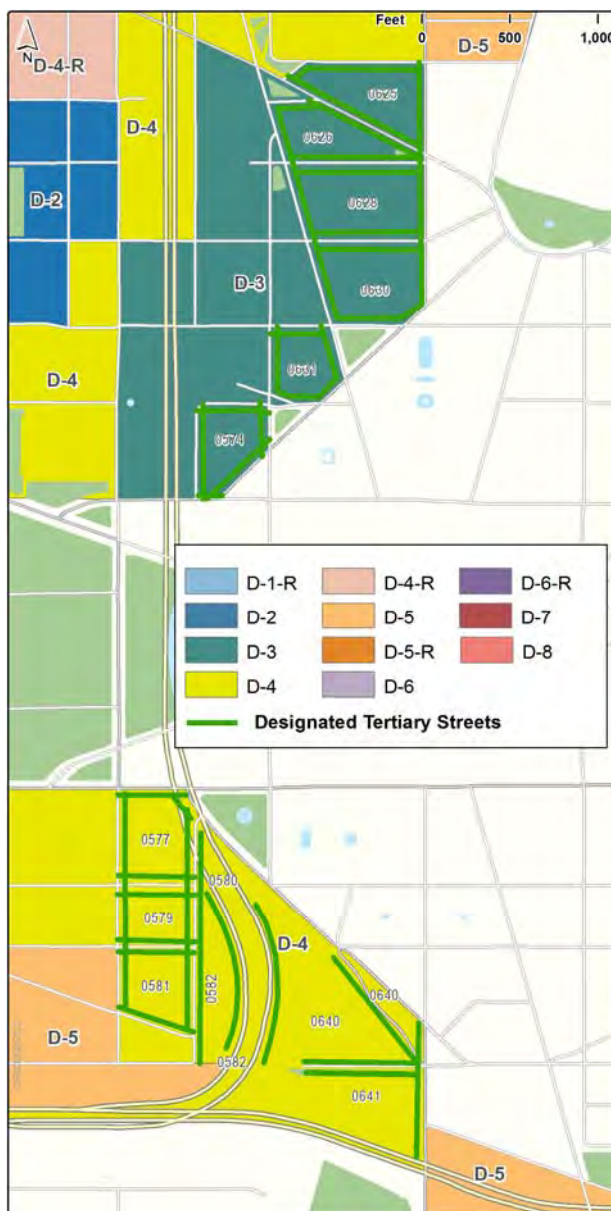 Feet 0 500 1,000
N
D-5
D-4-R
D-4
0625
0626
D-2
0628
D-3
0630
D-4
0631
0574
D-1-R D-4-R D-6-R
D-2 D-5 D-7
D-3 D-5-R D-8
D-4 D-6
Designated Tertiary Streets
0577
0580
0579
D-4
0581
0582
0640
0640
D-5
0582
0641
D-5